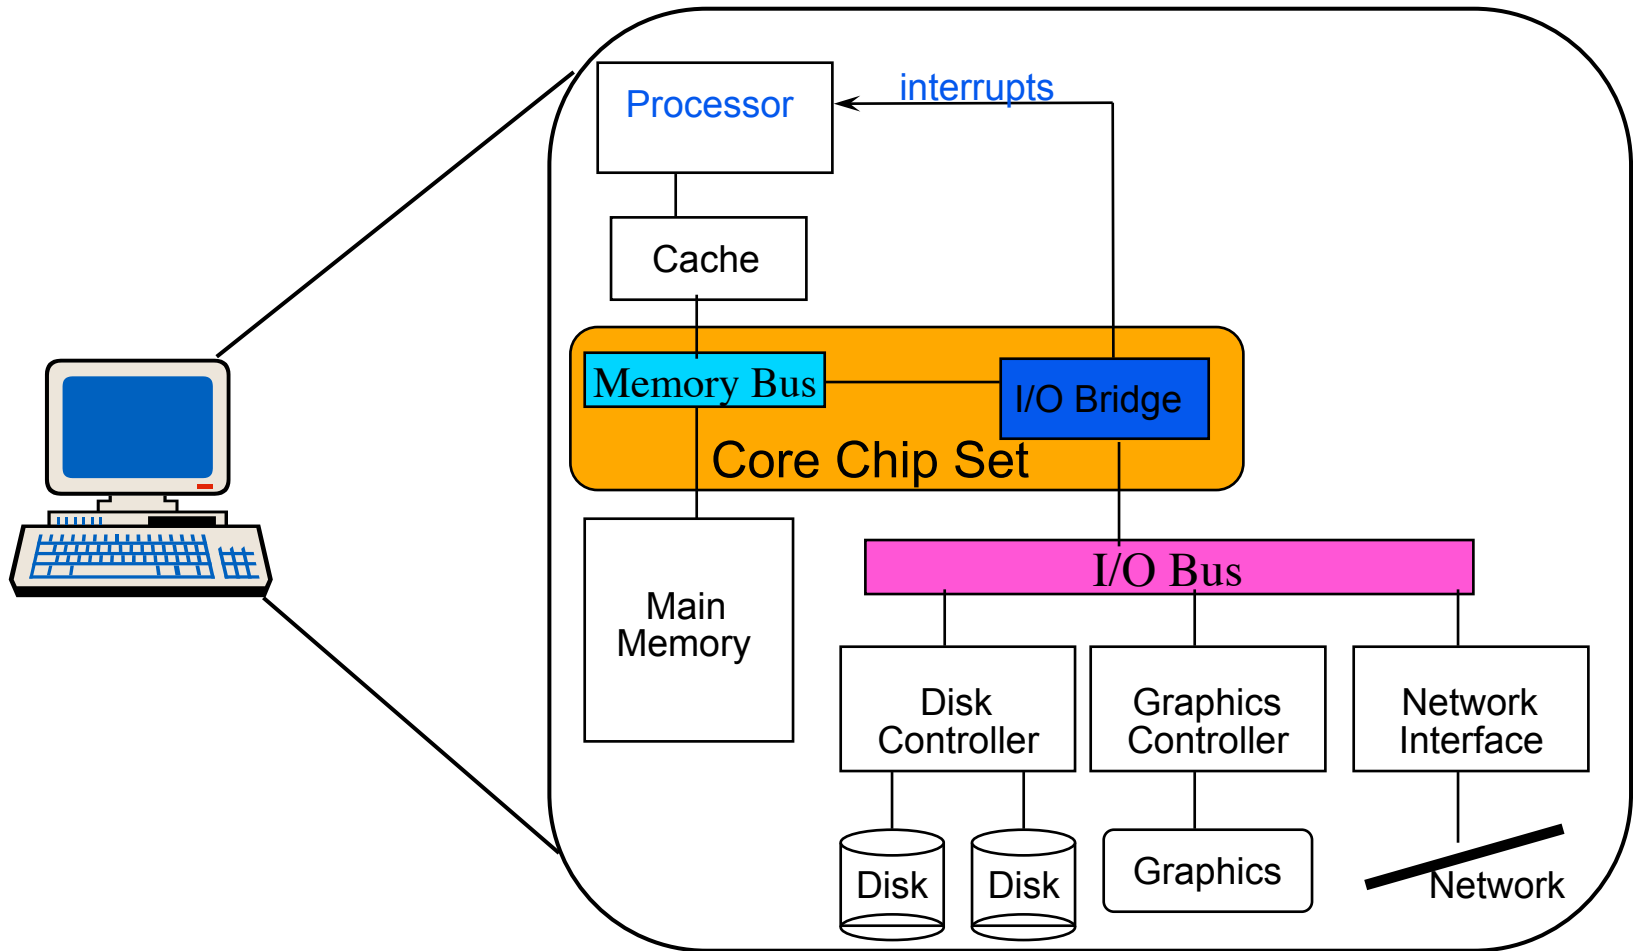 interrupts
Processor
Cache
Memory Bus
I/O Bridge
Core Chip Set
I/O Bus
Main
Memory
Disk
Controller
Graphics
Controller
Network
Interface
Disk
Disk
Graphics
Network